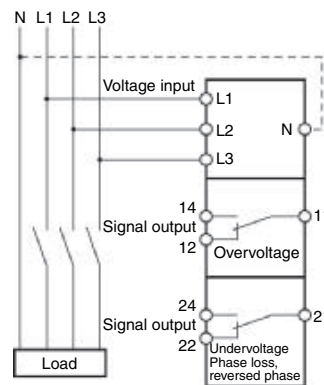 N L1 L2 L3
Voltage input
L1
L2
N
L3
14
1
Signal output
12
Overvoltage
24
2
Signal output
22
Undervoltage
Phase loss,
reversed phase
Load